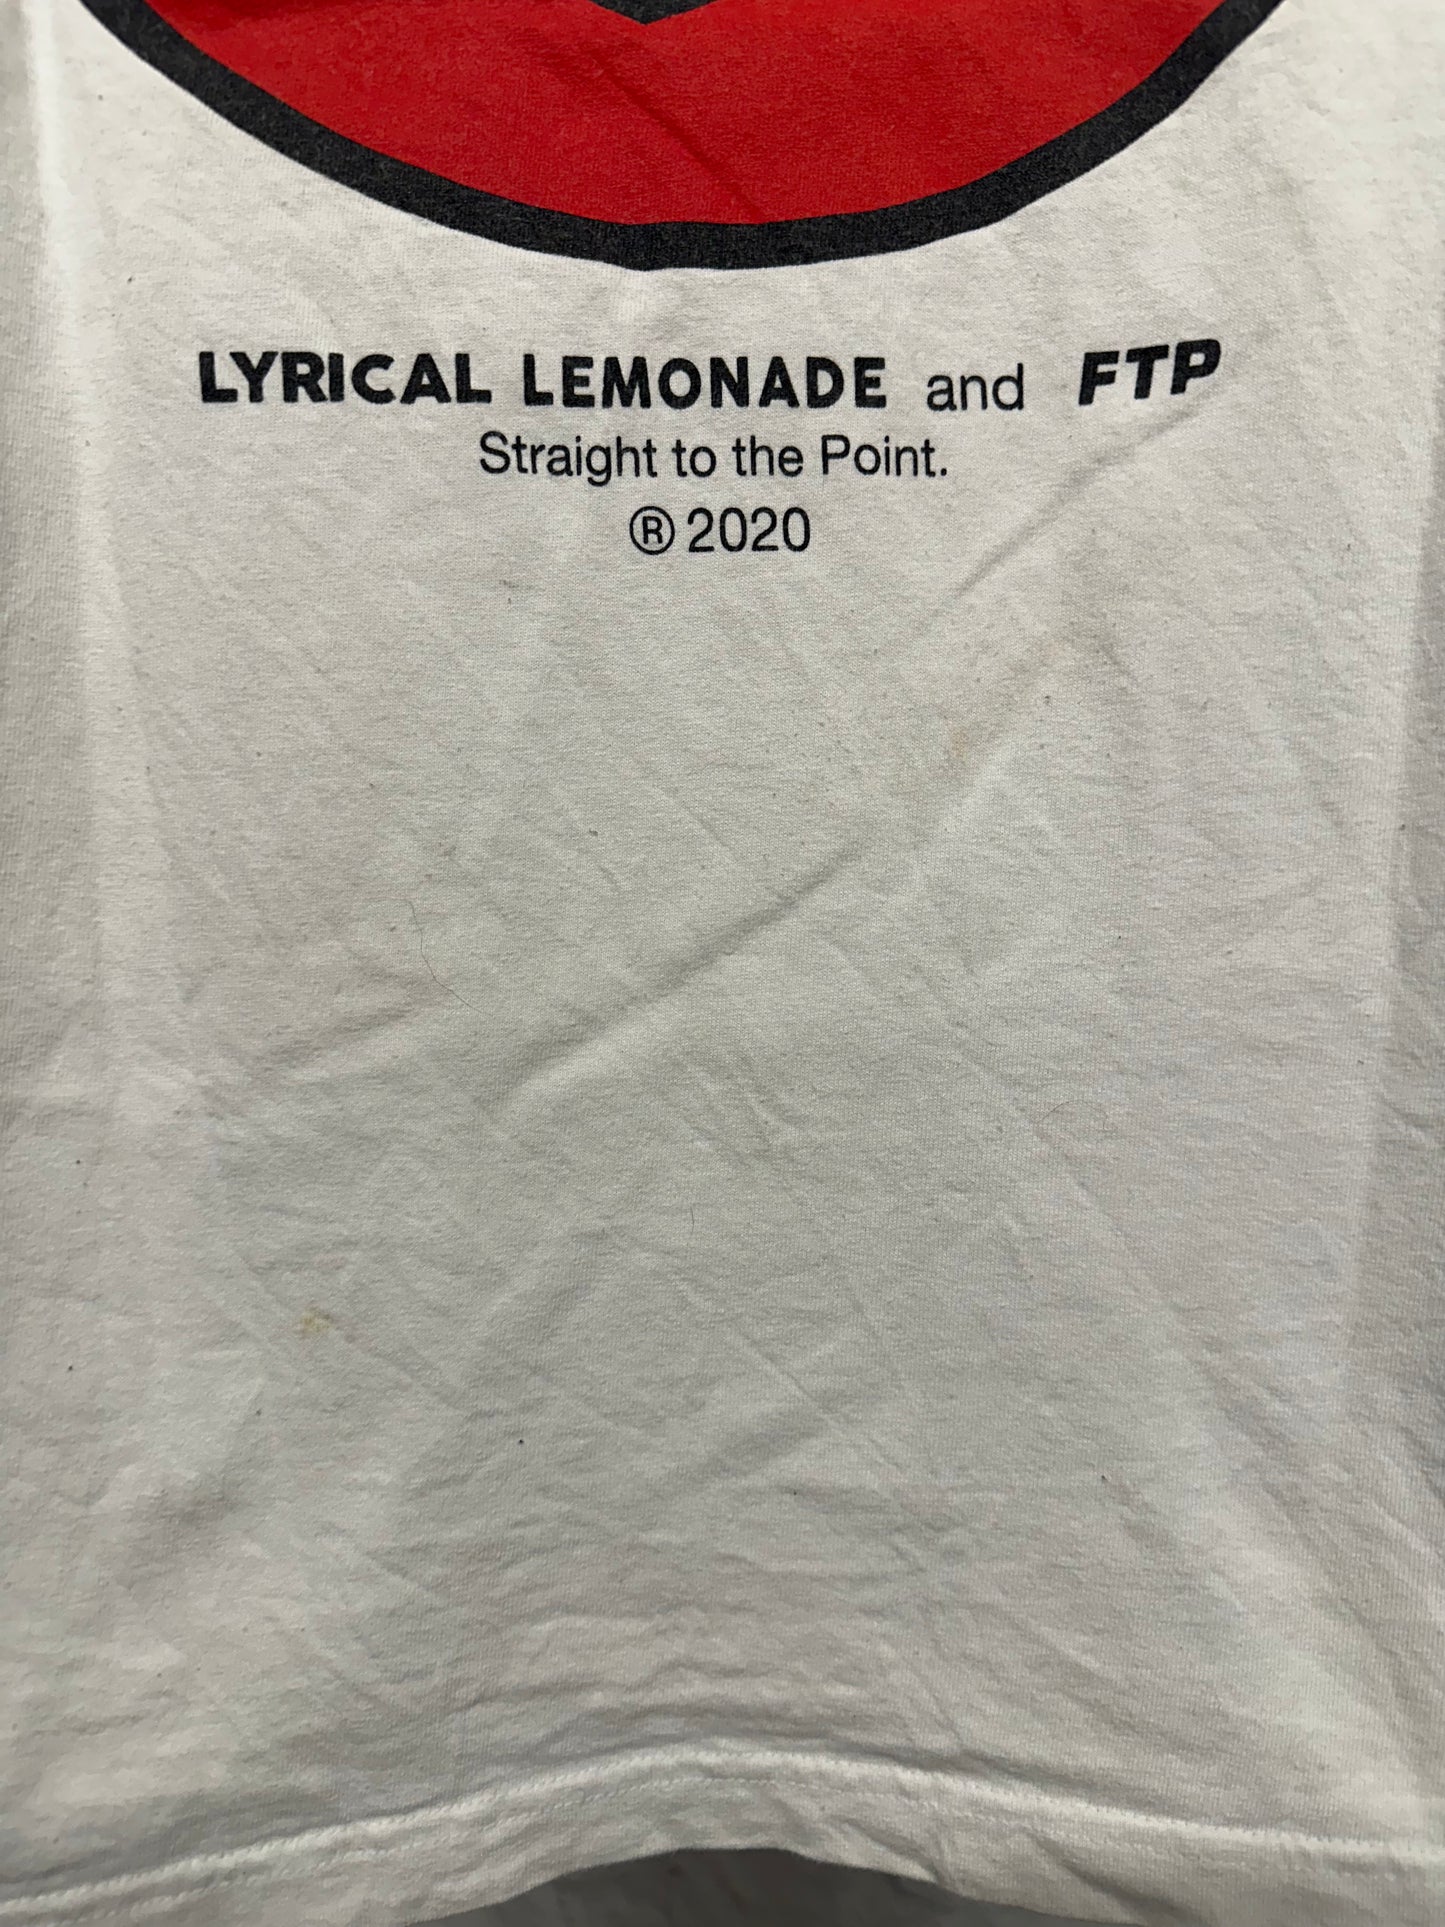 LYRICAL LEMONADE and FTP
Straight to the Point.
® 2020